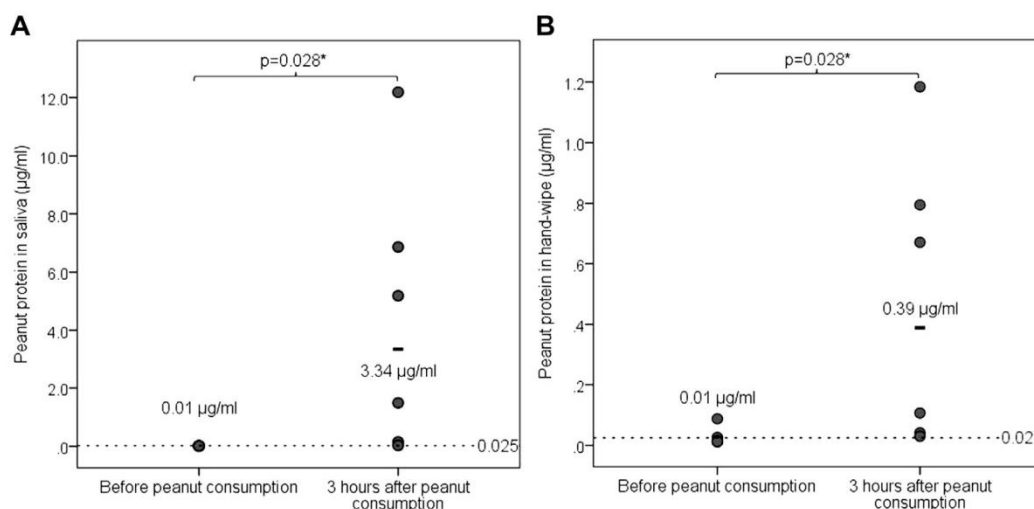 A
Peanut protein in saliva (µg/ml)
12.0
10.0
8.0
6.0
4.0
2.0
.0
p=0.028*
0.01 µg/ml
3.34 µg/ml
0.025
Before peanut consumption
3 hours after peanut
consumption
B
Peanut protein in hand-wipe (µg/ml)
1.2
1.0
.8
.6
.4
.2
.0
p=0.028*
0.01 µg/ml
0.39 µg/ml
0.02
Before peanut consumption
3 hours after peanut
consumption